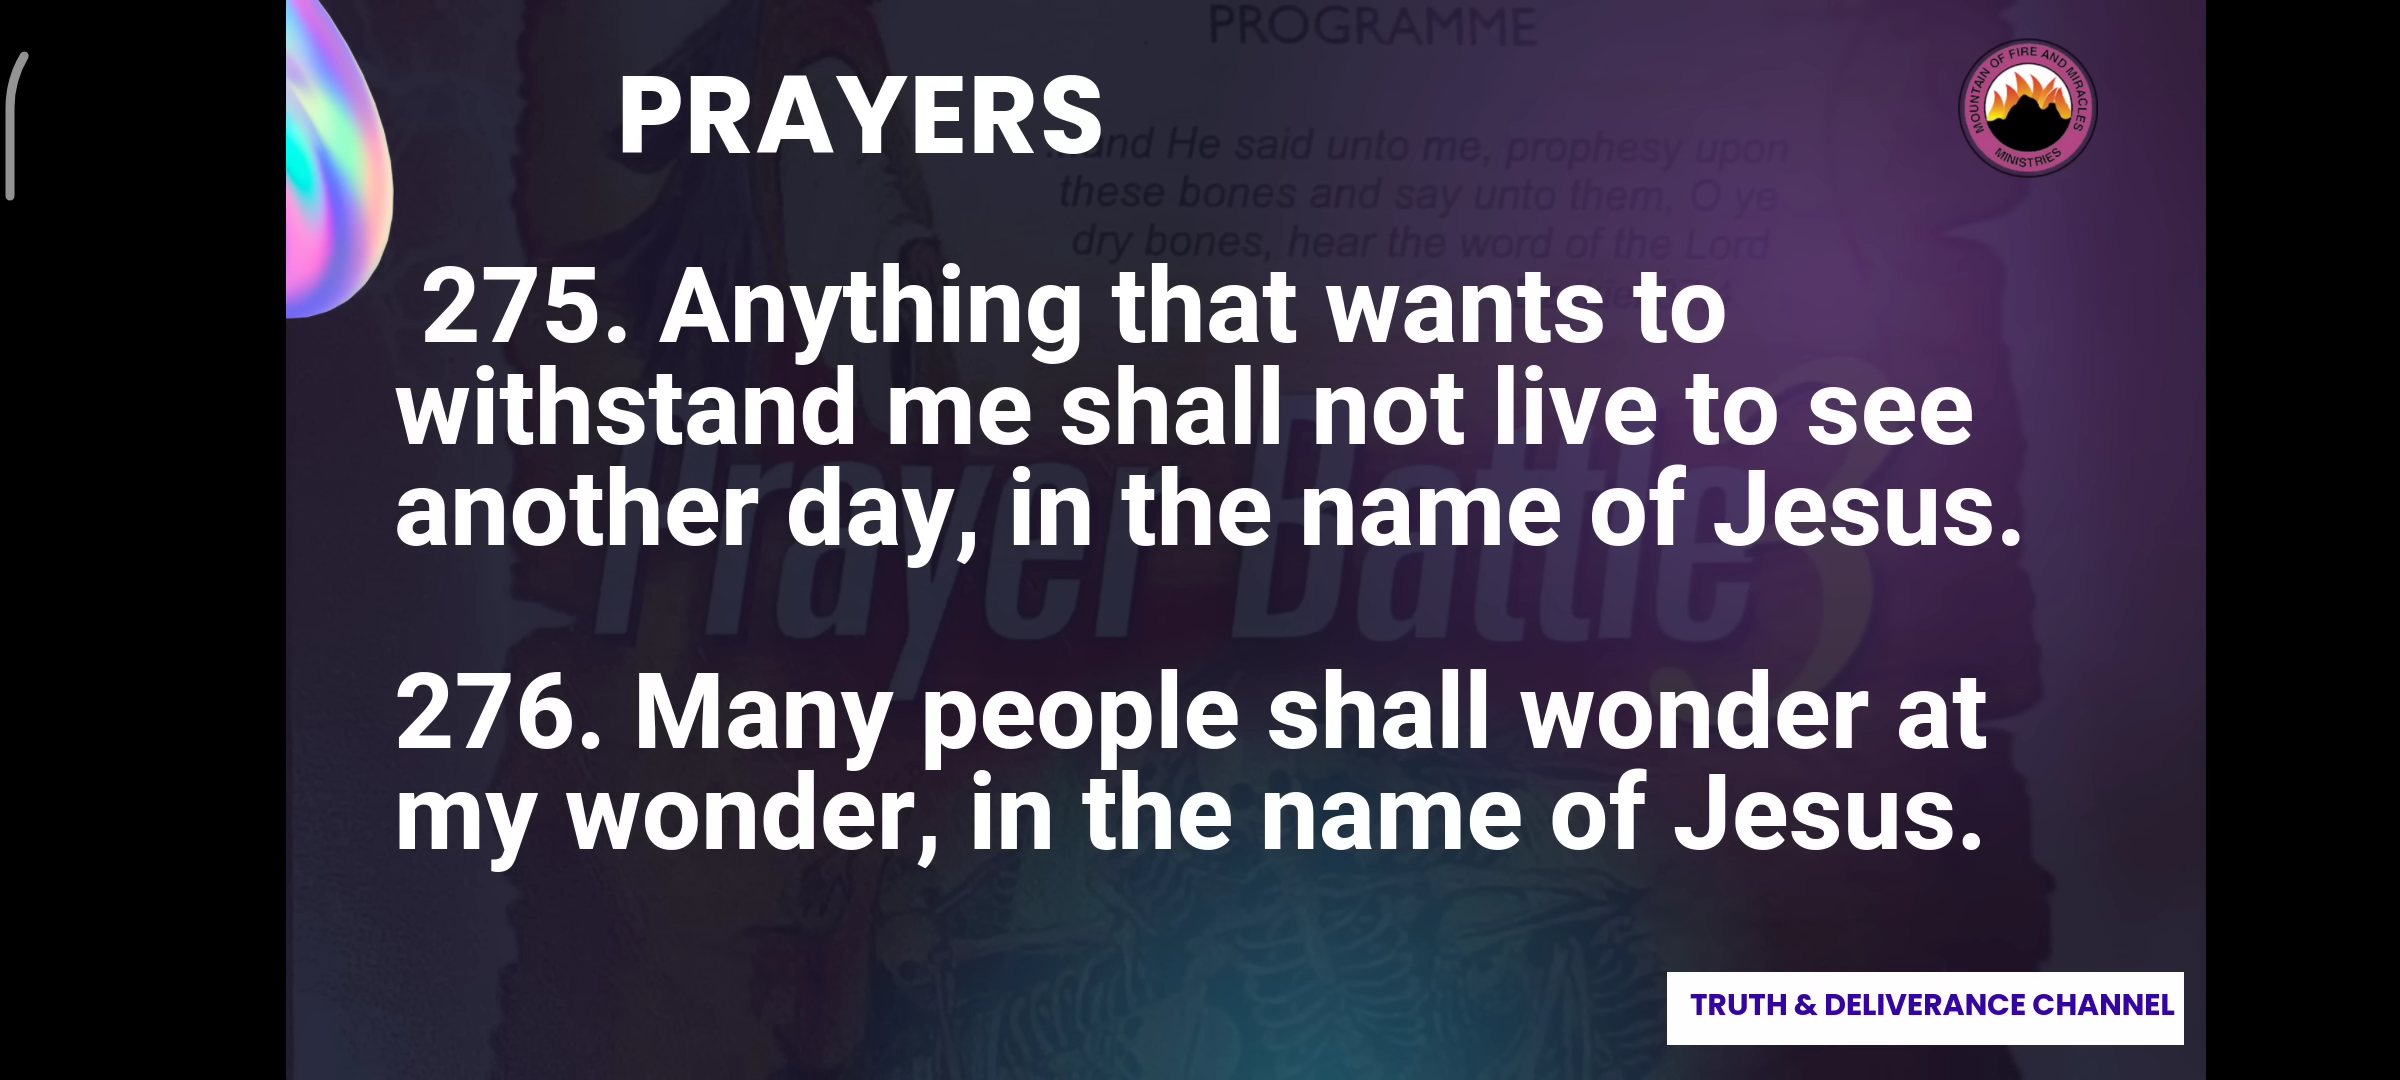 PROGRAMME
PRAYERS
MOUNTAIN OF FIRE AND MIRACLES
MINISTRIES
and He said unto me, prophesy upon
these bones and say unto them, O ye
dry bones, hear the word of the Lord
275. Anything that wants to
withstand me shall not live to see
another day, in the name of Jesus.
Prayer Battle 3
276. Many people shall wonder at
my wonder, in the name of Jesus.
TRUTH & DELIVERANCE CHANNEL